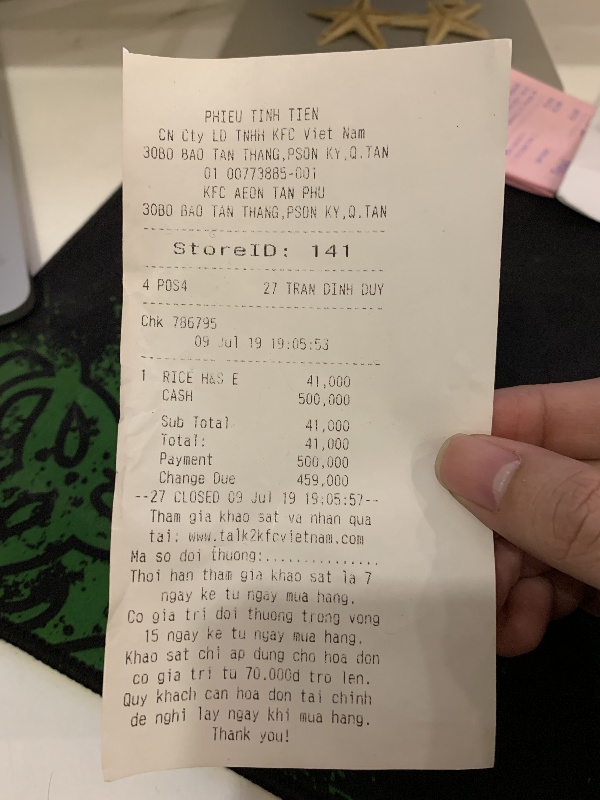 PHIEU TINH TIEN
CN Cty LD TNHH KFC Viet Nam
30BO BAO TAN THANG,PSON KY,Q.TAN
01 00773885-001
KFC AEON TAN PHU
30BO BAO TAN THANG,PSON KY,Q.TAN
StoreID: 141
4 POS4 27 TRAN DINH DUY
Chk 786795
09 Jul 19 19:05:53
1 RICE H&S E 41,000
CASH 500,000
Sub Total 41,000
Total: 41,000
Payment 500,000
Change Due 459,000
--27 CLOSED 09 Jul 19 19:05:57--
Tham gia khao sat va nhan qua
tai: www.talk2kfcvietnam.com
Ma so doi thuong:...............
Thoi han tham gia khao sat la 7
ngay ke tu ngay mua hang.
Co gia tri doi thuong trong vong
15 ngay ke tu ngay mua hang.
Khao sat chi ap dung cho hoa don
co gia tri tu 70.000d tro len.
Quy khach can hoa don tai chinh
de nghi lay ngay khi mua hang.
Thank you!